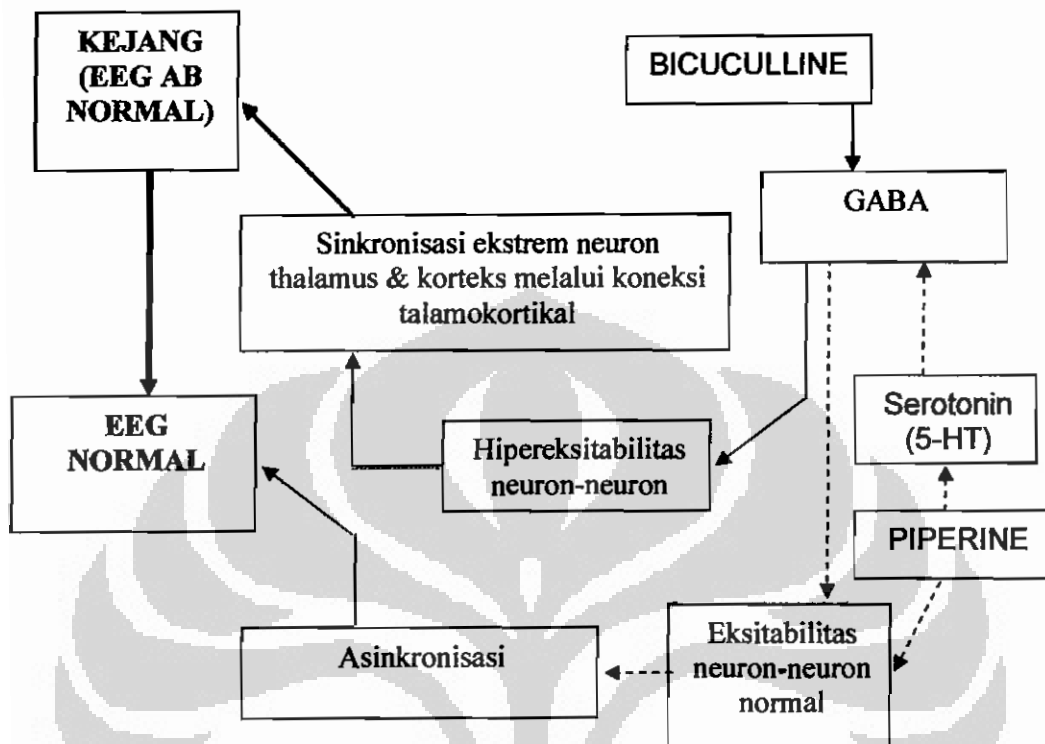 KEJANG
(EEG AB
NORMAL)
BICUCULLINE
GABA
Sinkronisasi ekstrem neuron
thalamus & korteks melalui koneksi
talamokortikal
EEG
NORMAL
Hipereksitabilitas
neuron-neuron
Serotonin
(5-HT)
PIPERINE
Asinkronisasi
Eksitabilitas
neuron-neuron
normal